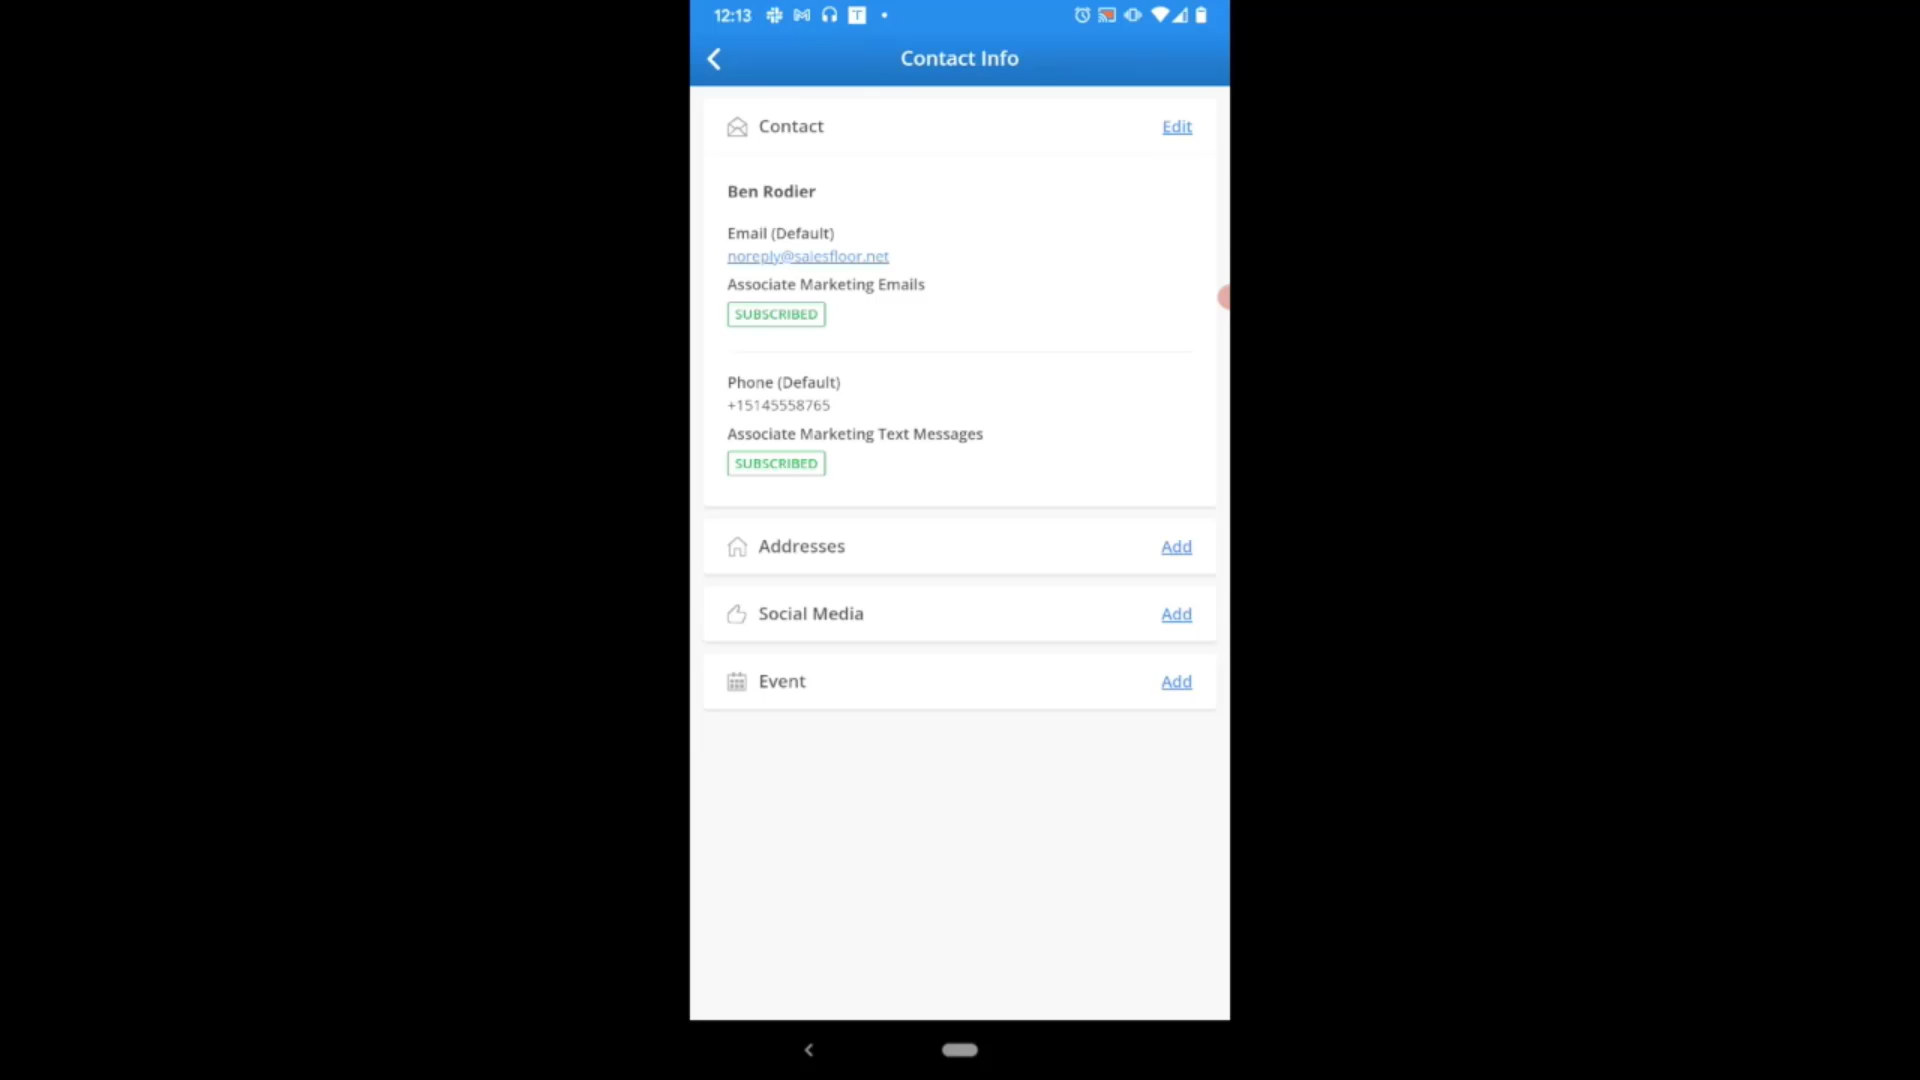 12:13
T
Contact Info
Contact
Edit
Ben Rodier
Email (Default)
noreply@salesfloor.net
Associate Marketing Emails
SUBSCRIBED
Phone (Default)
+15145558765
Associate Marketing Text Messages
SUBSCRIBED
Addresses
Add
Social Media
Add
Event
Add